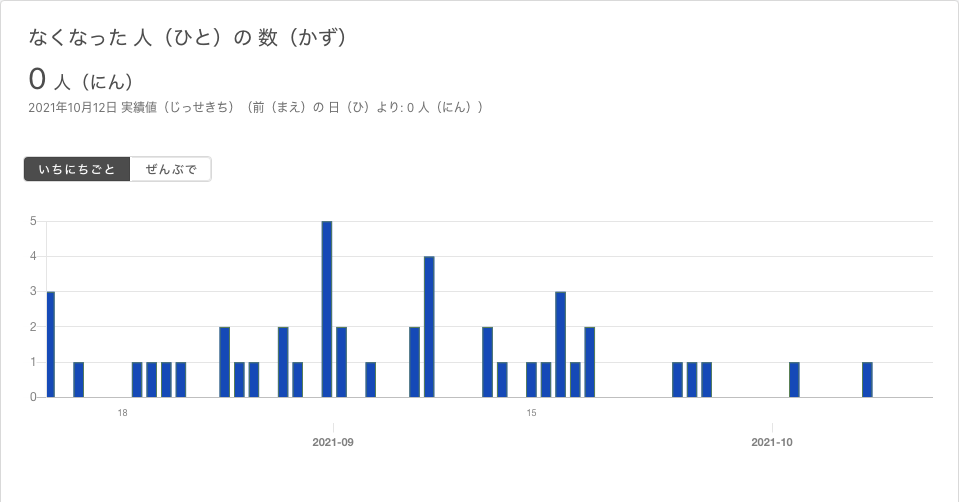 なくなった 人（ひと）の 数（かず）
0 人（にん）
2021年10月12日 実績値（じっせきち）（前（まえ）の 日（ひ）より: 0 人（にん））
いちにちごと ぜんぶで
5
4
3
2
1
0
18 15
2021-09 2021-10